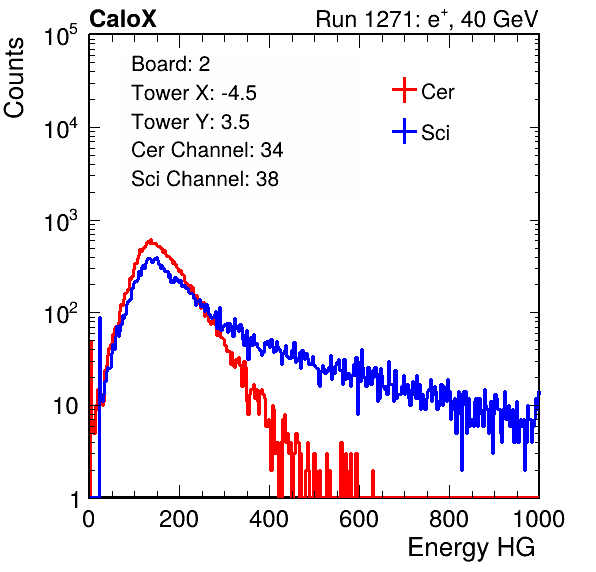 CaloX Run 1271: e⁺, 40 GeV
Counts
Board: 2
Tower X: -4.5
Tower Y: 3.5
Cer Channel: 34
Sci Channel: 38
Cer
Sci
10⁵
10⁴
10³
10²
10
1
0 200 400 600 800 1000
Energy HG